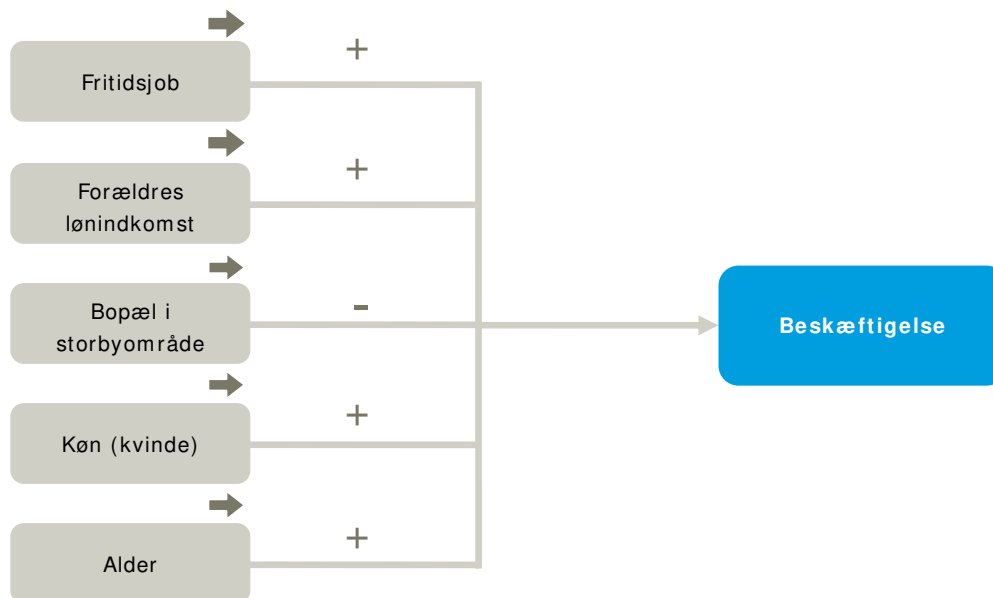 +
Fritidsjob
+
Forældres
lønindkomst
-
Bopæl i
storbyområde
Beskæftigelse
+
Køn (kvinde)
+
Alder